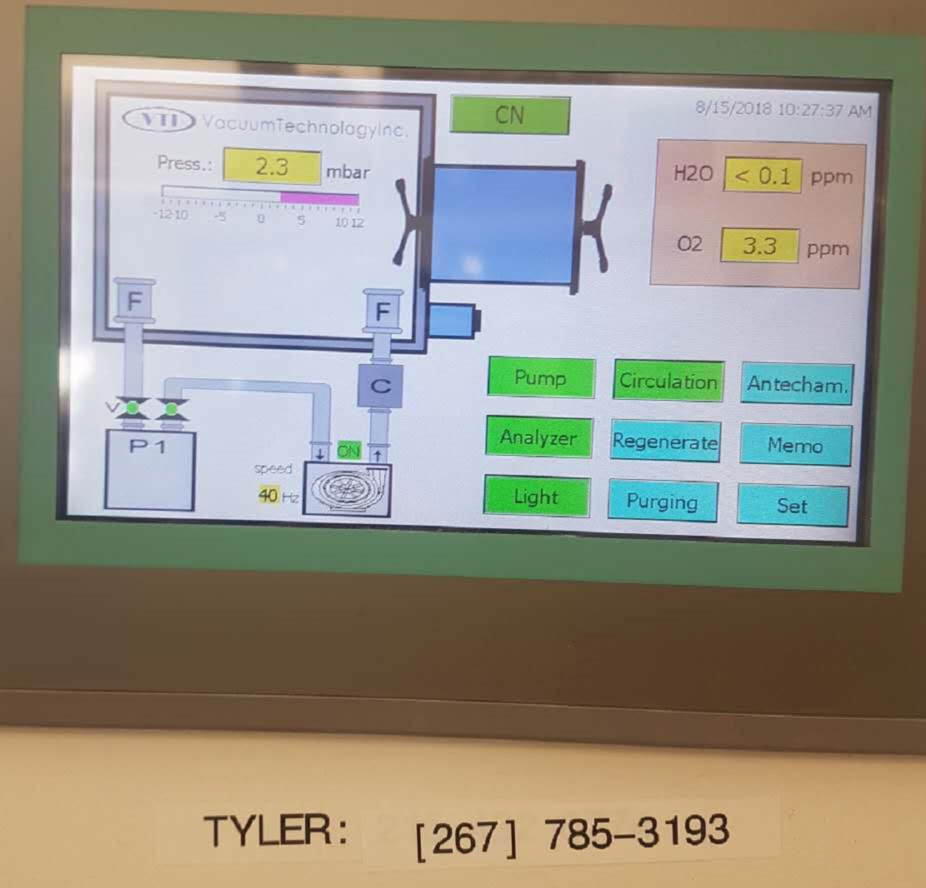 CN
8/15/2018 10:27:37 AM
VTI VacuumTechnologyInc.
Press.: 2.3 mbar
-12 -10 -5 0 5 10 12
H2O < 0.1 ppm
O2 3.3 ppm
F
F
C
V
P1
ON
speed
40 Hz
Pump Circulation Antecham.
Analyzer Regenerate Memo
Light Purging Set
TYLER: [267] 785-3193